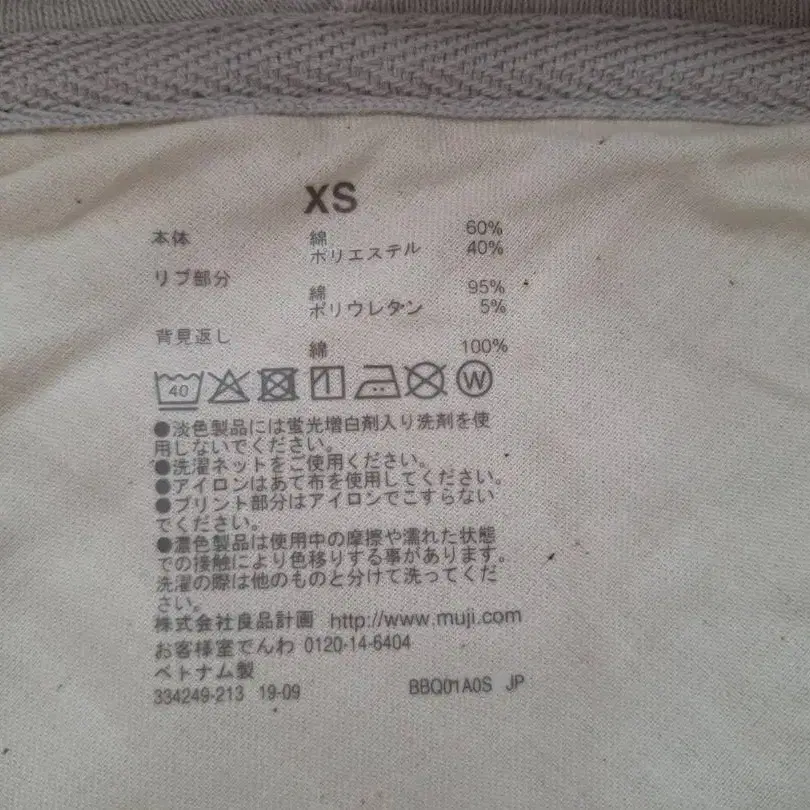 XS
本体 綿 60%
ポリエステル 40%
リブ部分
綿 95%
ポリウレタン 5%
背見返し
綿 100%
40 W
●淡色製品には蛍光増白剤入り洗剤を使
用しないでください。
●洗濯ネットをご使用ください。
●アイロンはあて布を使用してください。
●プリント部分はアイロンでこすらない
でください。
●濃色製品は使用中の摩擦や濡れた状態
での接触により色移りする事があります。
洗濯の際は他のものと分けて洗ってくだ
さい。
株式会社良品計画 http://www.muji.com
お客様室でんわ 0120-14-6404
ベトナム製
334249-213 19-09 BBQ01A0S JP